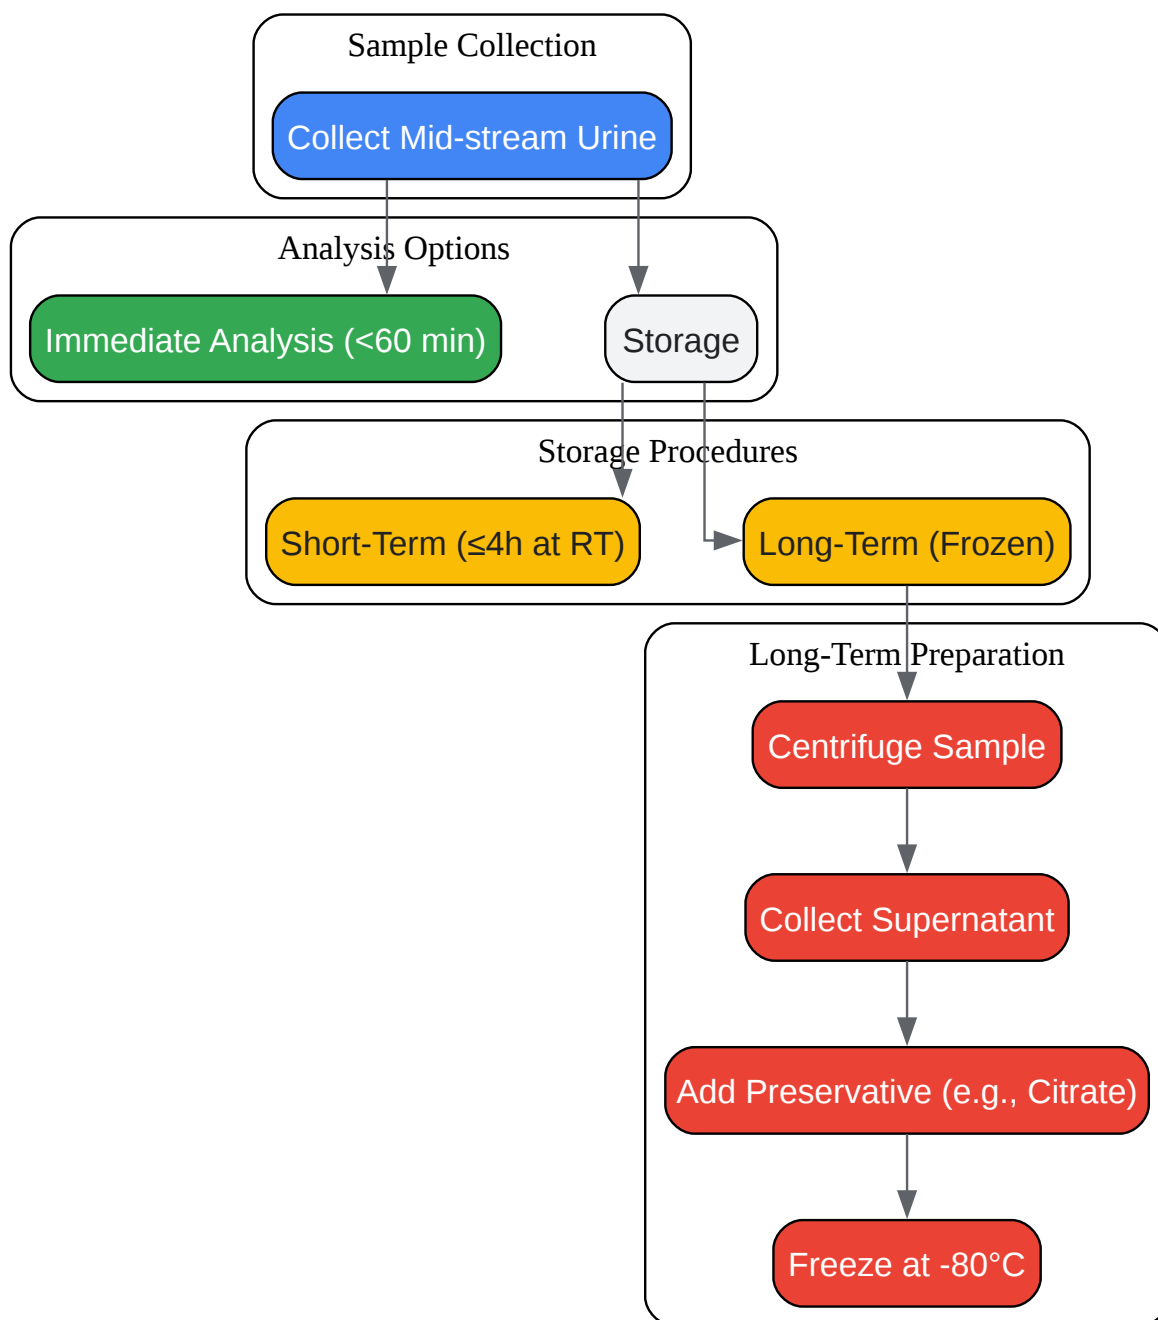 Sample Collection
Collect Mid-stream Urine
Analysis Options
Immediate Analysis (<60 min)
Storage
Storage Procedures
Short-Term (≤4h at RT)
Long-Term (Frozen)
Long-Term Preparation
Centrifuge Sample
Collect Supernatant
Add Preservative (e.g., Citrate)
Freeze at -80°C